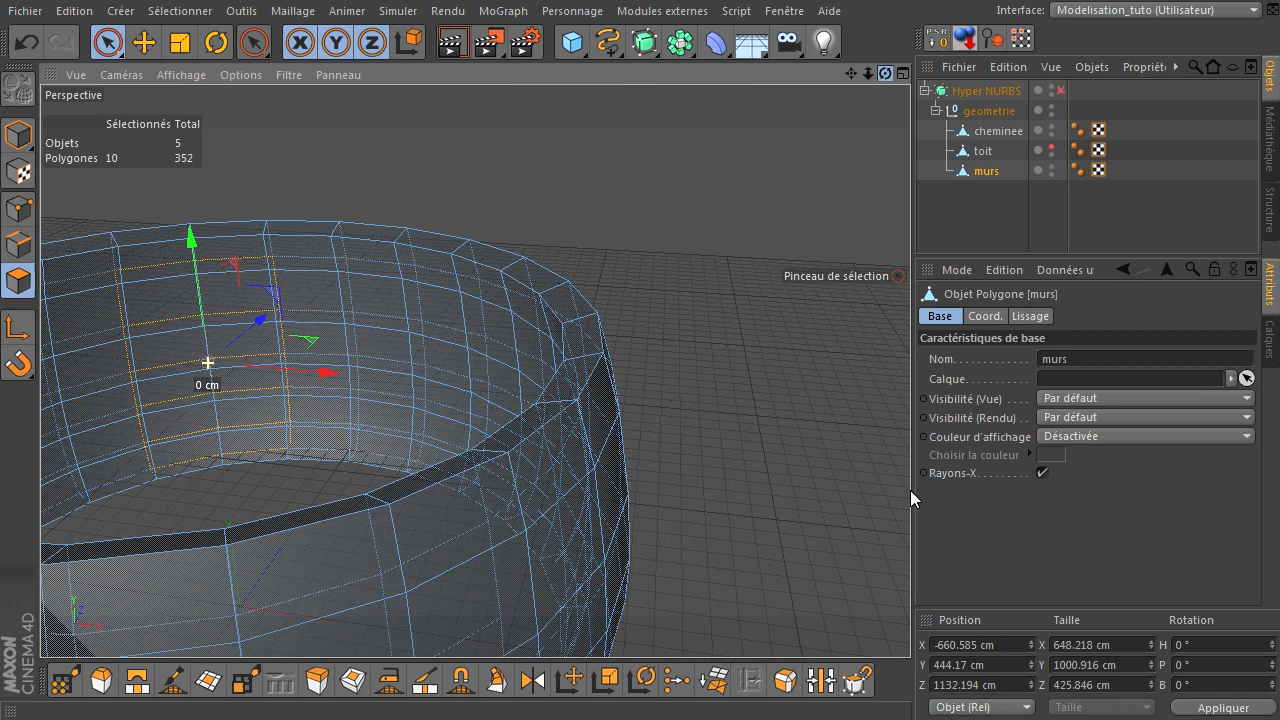 Fichier Edition Créer Sélectionner Outils Maillage Animer Simuler Rendu MoGraph Personnage Modules externes Script Fenêtre Aide
Interface: Modelisation_tuto (Utilisateur)
PSR
Vue Caméras Affichage Options Filtre Panneau
Fichier Edition Vue Objets Propriét
Perspective
Sélectionnés Total
Objets 5
Polygones 10 352
Pinceau de sélection
0 cm
Hyper NURBS
geometrie
cheminee
toit
murs
Objets
Médiathèque
Structure
Attributs
Calques
Mode Edition Données ur
Objet Polygone [murs]
Base Coord. Lissage
Caractéristiques de base
Nom. . . . . . . . . . . . murs
Calque. . . . . . . . . .
Visibilité (Vue) . . . . Par défaut
Visibilité (Rendu) . . . Par défaut
Couleur d'affichage Désactivée
Choisir la couleur
Rayons-X. . . . . . . . .
Position Taille Rotation
X -660.585 cm X 648.218 cm H 0 °
Y 444.17 cm Y 1000.916 cm P 0 °
Z 1132.194 cm Z 425.846 cm B 0 °
Objet (Rel) Taille Appliquer
MAXON
CINEMA 4D